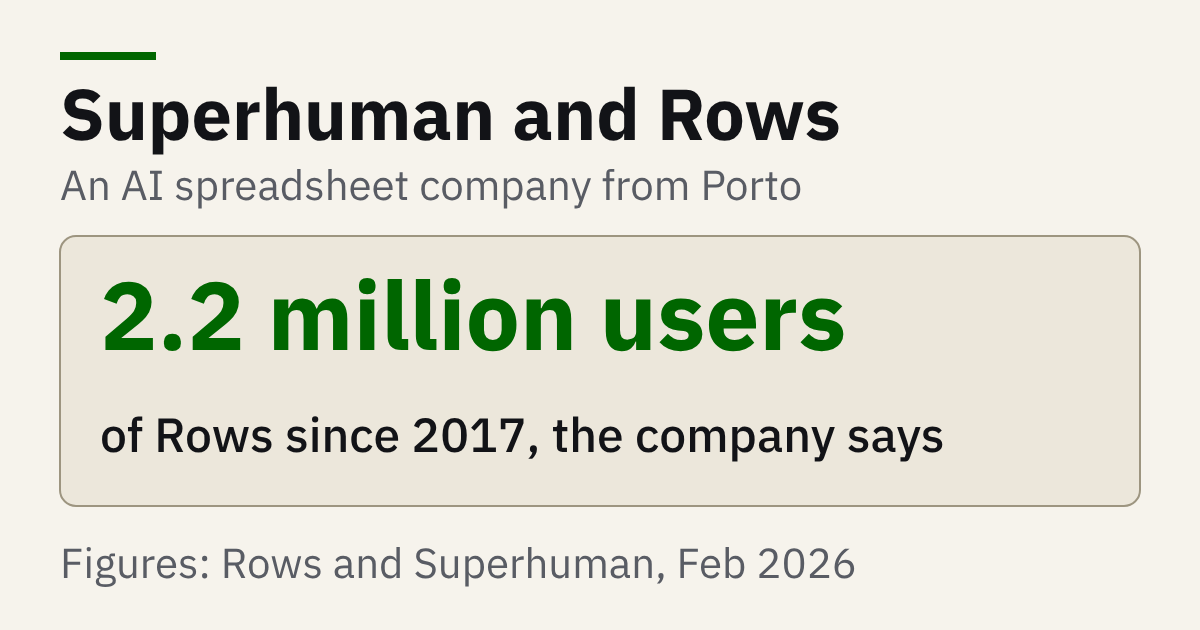 Superhuman and Rows
An AI spreadsheet company from Porto
2.2 million users
of Rows since 2017, the company says
Figures: Rows and Superhuman, Feb 2026